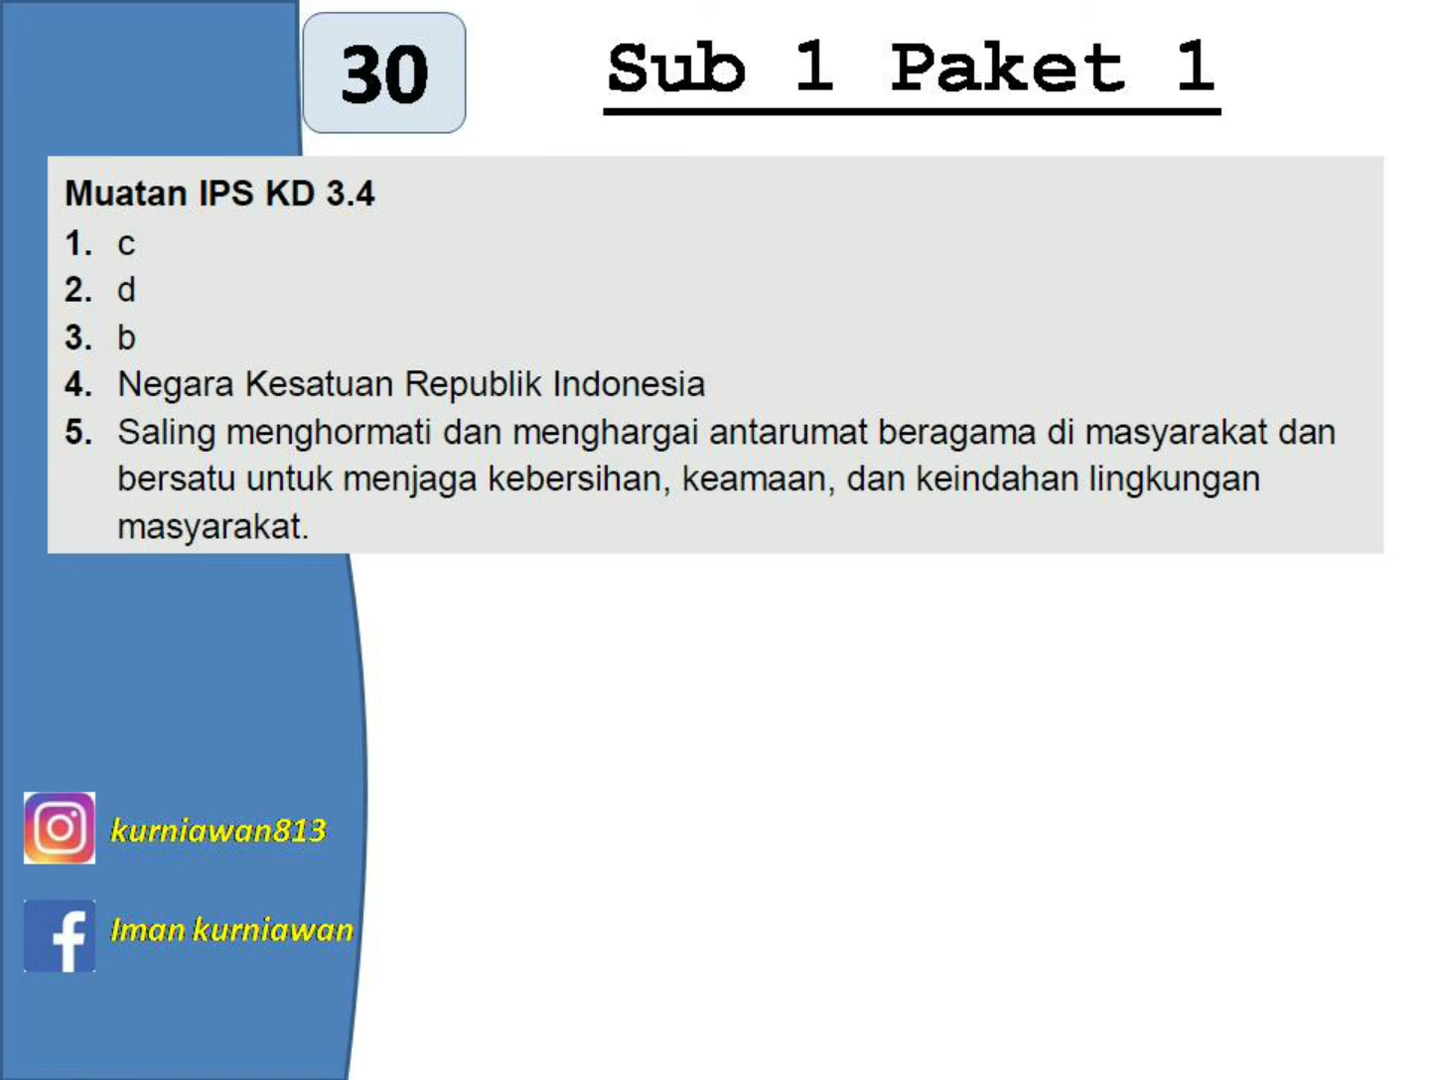 30
Sub 1 Paket 1
Muatan IPS KD 3.4
1. c
2. d
3. b
4. Negara Kesatuan Republik Indonesia
5. Saling menghormati dan menghargai antarumat beragama di masyarakat dan
bersatu untuk menjaga kebersihan, keamaan, dan keindahan lingkungan
masyarakat.
kurniawan813
Iman kurniawan